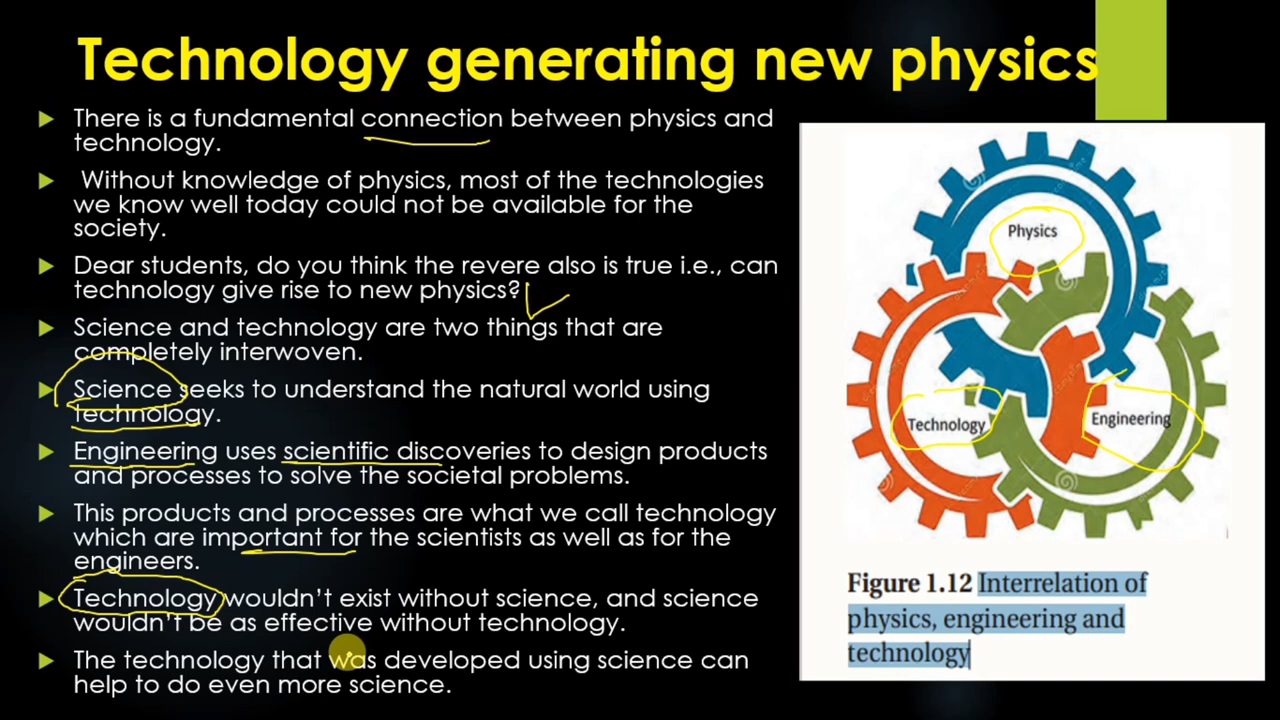 Technology generating new physics
There is a fundamental connection between physics and
technology.
Without knowledge of physics, most of the technologies
we know well today could not be available for the
society.
Dear students, do you think the revere also is true i.e., can
technology give rise to new physics?
Science and technology are two things that are
completely interwoven.
Science seeks to understand the natural world using
technology.
Engineering uses scientific discoveries to design products
and processes to solve the societal problems.
This products and processes are what we call technology
which are important for the scientists as well as for the
engineers.
Technology wouldn't exist without science, and science
wouldn't be as effective without technology.
The technology that was developed using science can
help to do even more science.
Physics
Technology
Engineering
Figure 1.12 Interrelation of
physics, engineering and
technology